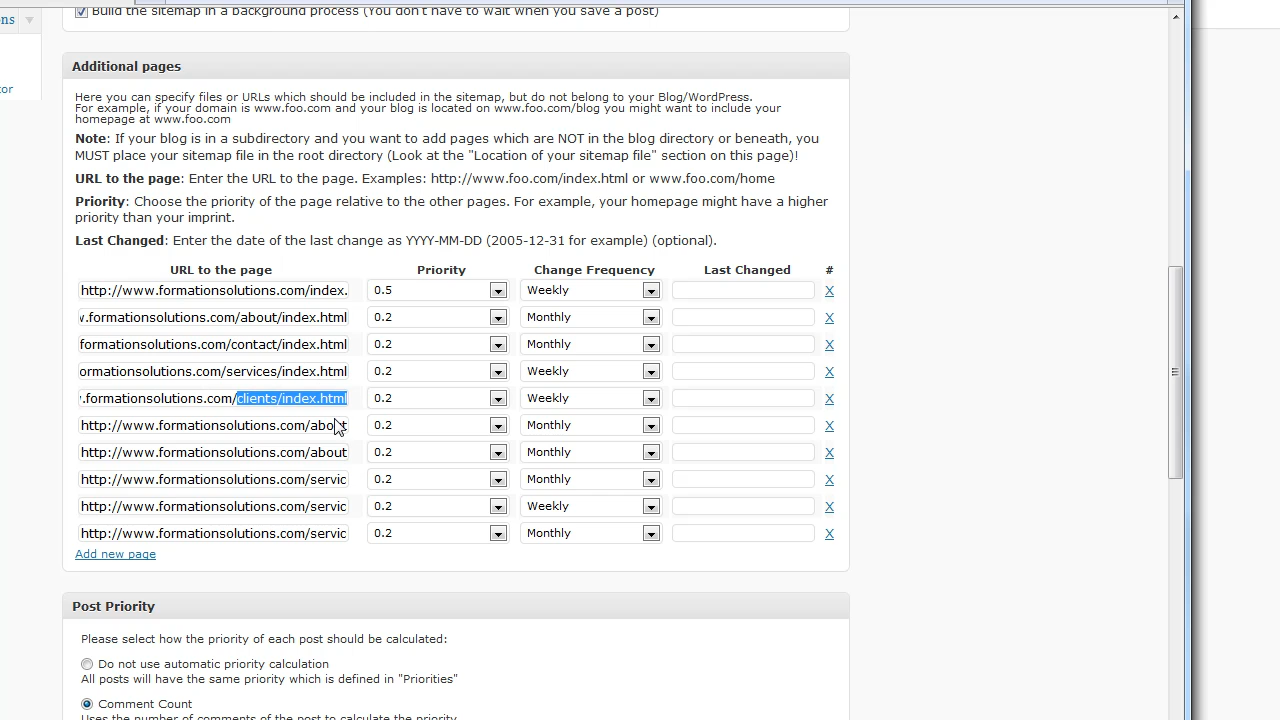 ons
tor
Build the sitemap in a background process (You don't have to wait when you save a post)
Additional pages
Here you can specify files or URLs which should be included in the sitemap, but do not belong to your Blog/WordPress.
For example, if your domain is www.foo.com and your blog is located on www.foo.com/blog you might want to include your
homepage at www.foo.com
Note: If your blog is in a subdirectory and you want to add pages which are NOT in the blog directory or beneath, you
MUST place your sitemap file in the root directory (Look at the "Location of your sitemap file" section on this page)!
URL to the page: Enter the URL to the page. Examples: http://www.foo.com/index.html or www.foo.com/home
Priority: Choose the priority of the page relative to the other pages. For example, your homepage might have a higher
priority than your imprint.
Last Changed: Enter the date of the last change as YYYY-MM-DD (2005-12-31 for example) (optional).
URL to the page Priority Change Frequency Last Changed #
http://www.formationsolutions.com/index. 0.5 Weekly X
.formationsolutions.com/about/index.html 0.2 Monthly X
formationsolutions.com/contact/index.html 0.2 Monthly X
ormationsolutions.com/services/index.html 0.2 Weekly X
.formationsolutions.com/clients/index.html 0.2 Weekly X
http://www.formationsolutions.com/about 0.2 Monthly X
http://www.formationsolutions.com/about 0.2 Monthly X
http://www.formationsolutions.com/servic 0.2 Monthly X
http://www.formationsolutions.com/servic 0.2 Weekly X
http://www.formationsolutions.com/servic 0.2 Monthly X
Add new page
Post Priority
Please select how the priority of each post should be calculated:
Do not use automatic priority calculation
All posts will have the same priority which is defined in "Priorities"
Comment Count
Uses the number of comments of the post to calculate the priority